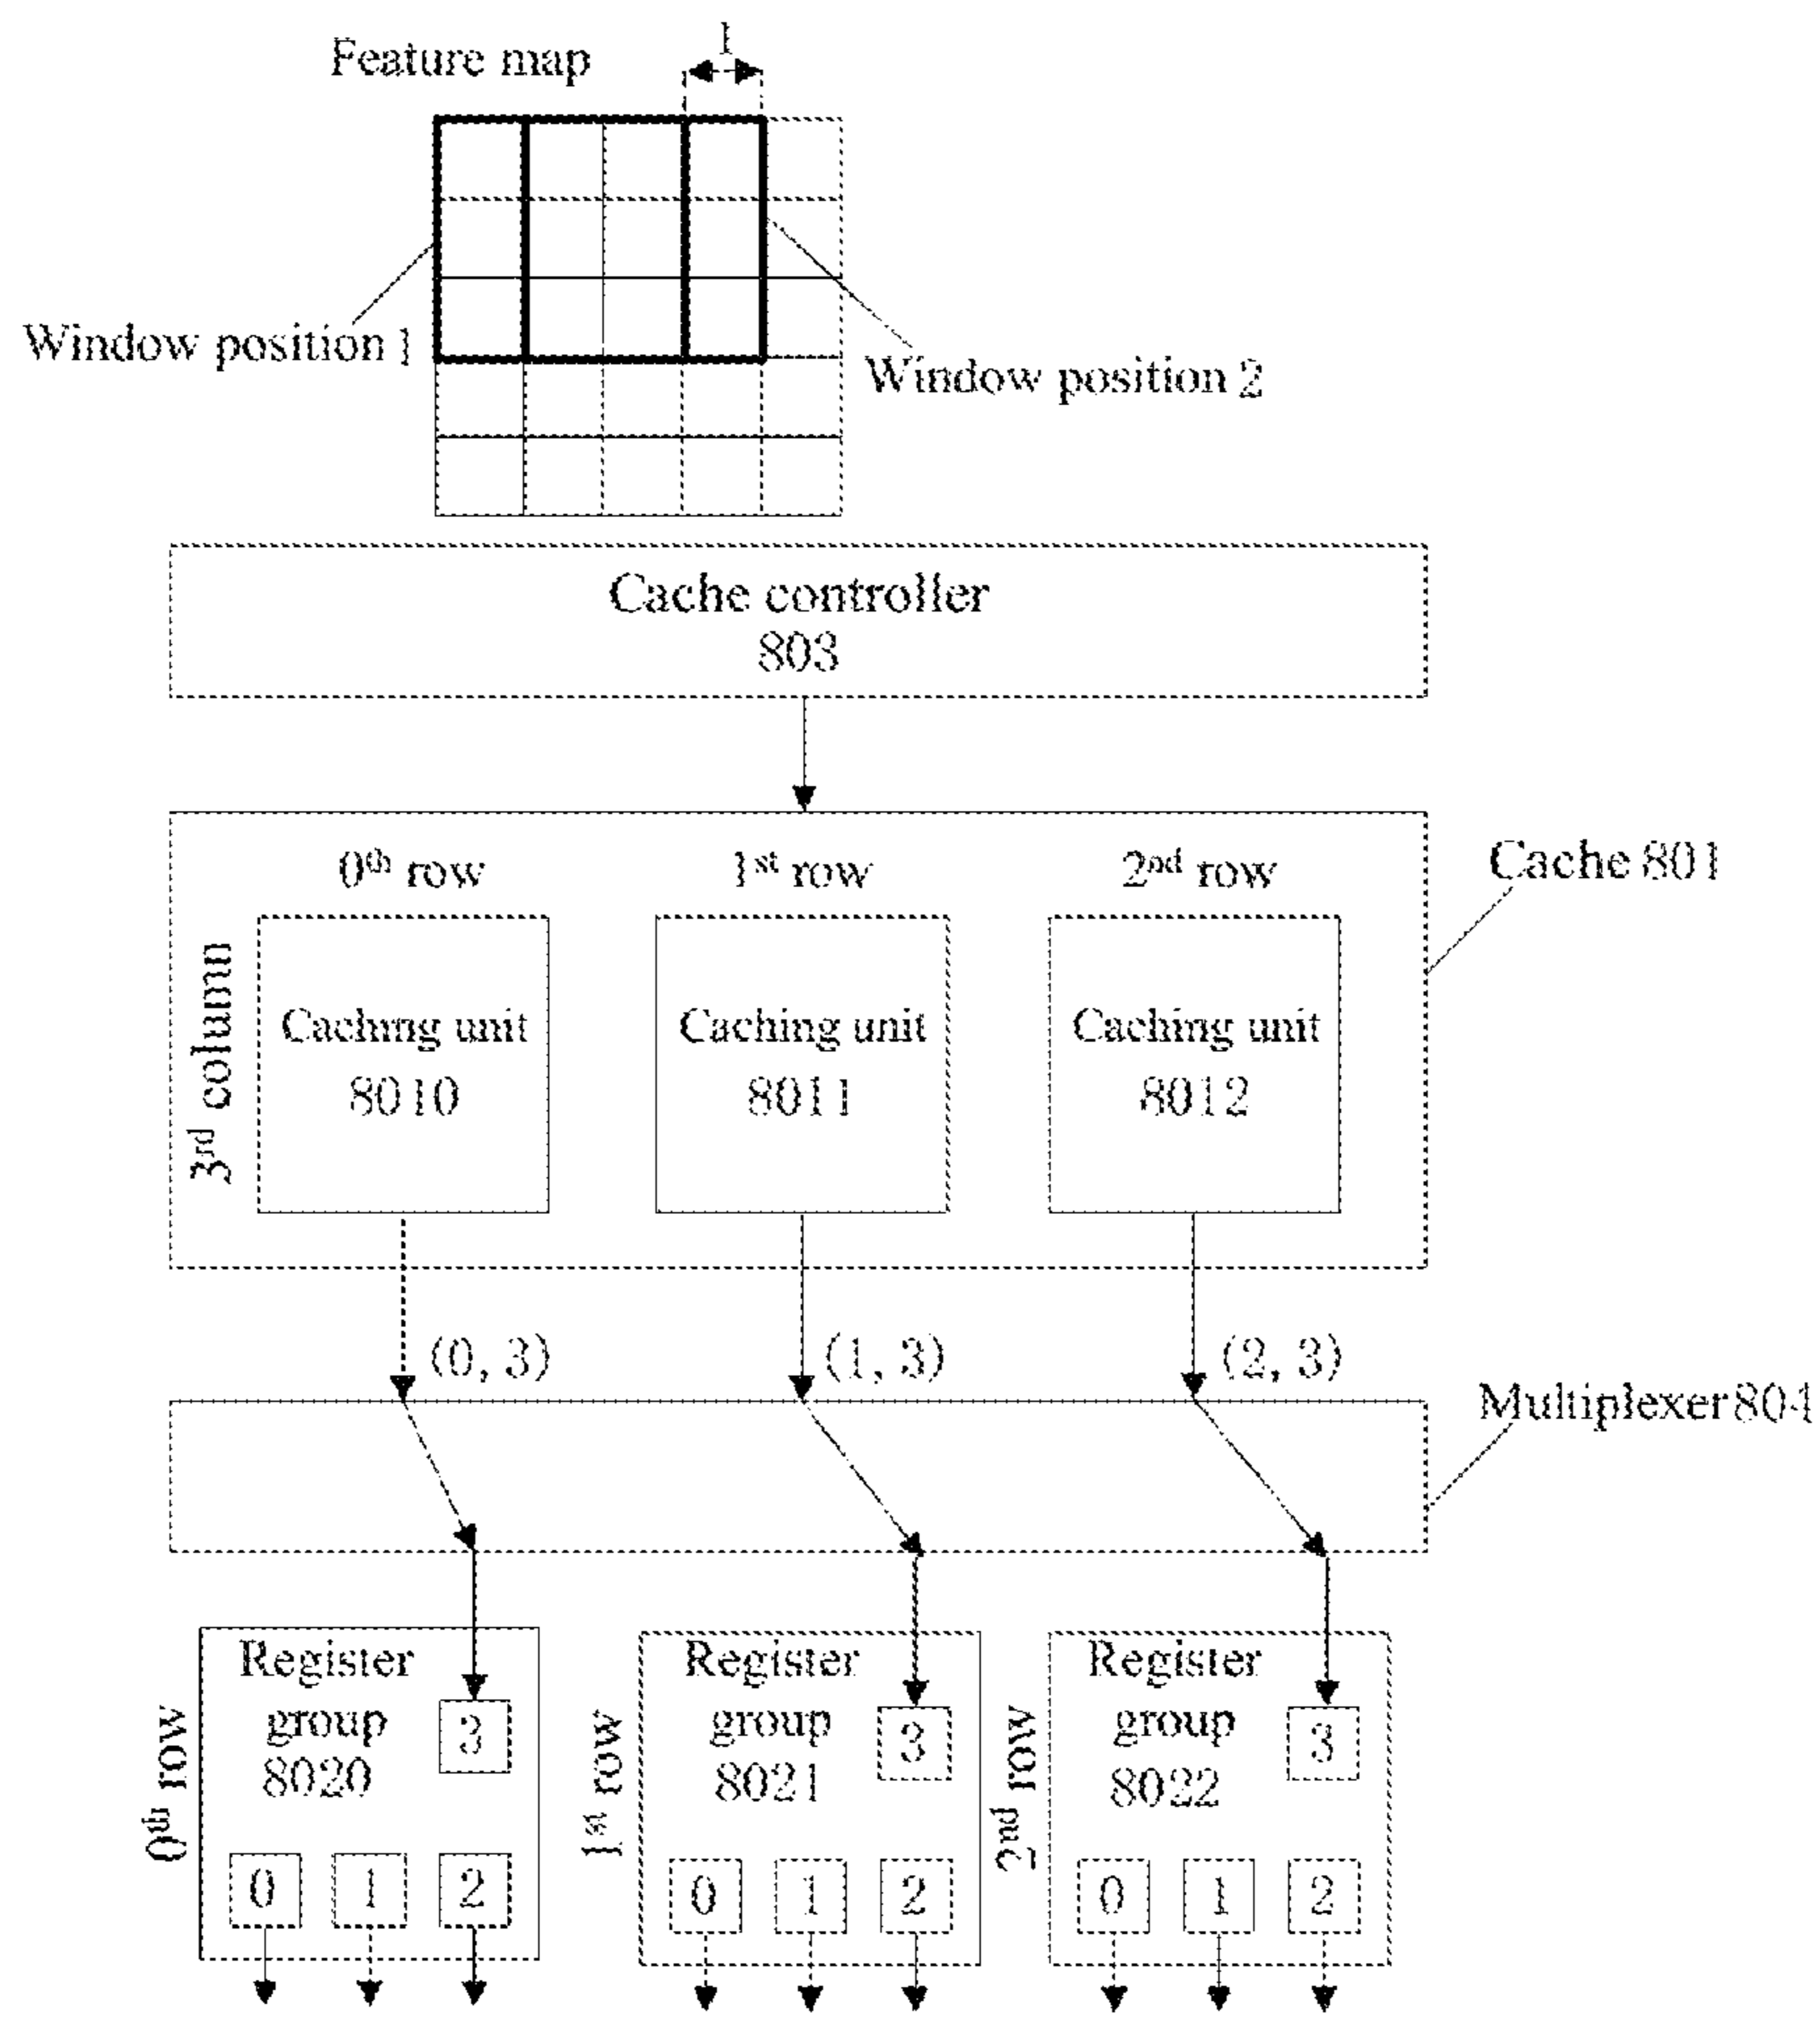 1
Feature map
Window position 1
Window position 2
Cache controller
803
0th row
1st row
2nd row
Cache 801
3rd column
Caching unit
8010
Caching unit
8011
Caching unit
8012
(0, 3)
(1, 3)
(2, 3)
Multiplexer 804
0th row
Register
group
8020
3
0
1
2
1st row
Register
group
8021
3
0
1
2
2nd row
Register
group
8022
3
0
1
2